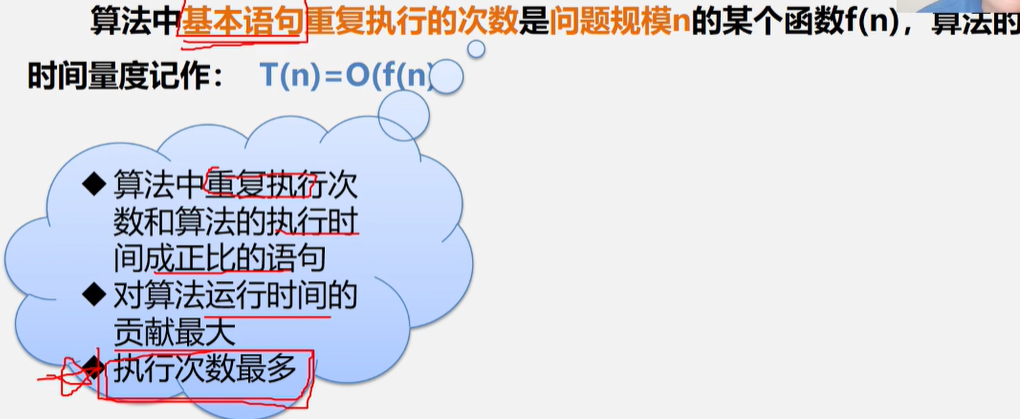 算法中基本语句重复执行的次数是问题规模n的某个函数f(n)，算法的
时间量度记作： T(n)=O(f(n)
◆ 算法中重复执行次
数和算法的执行时
间成正比的语句
◆ 对算法运行时间的
贡献最大
◆ 执行次数最多